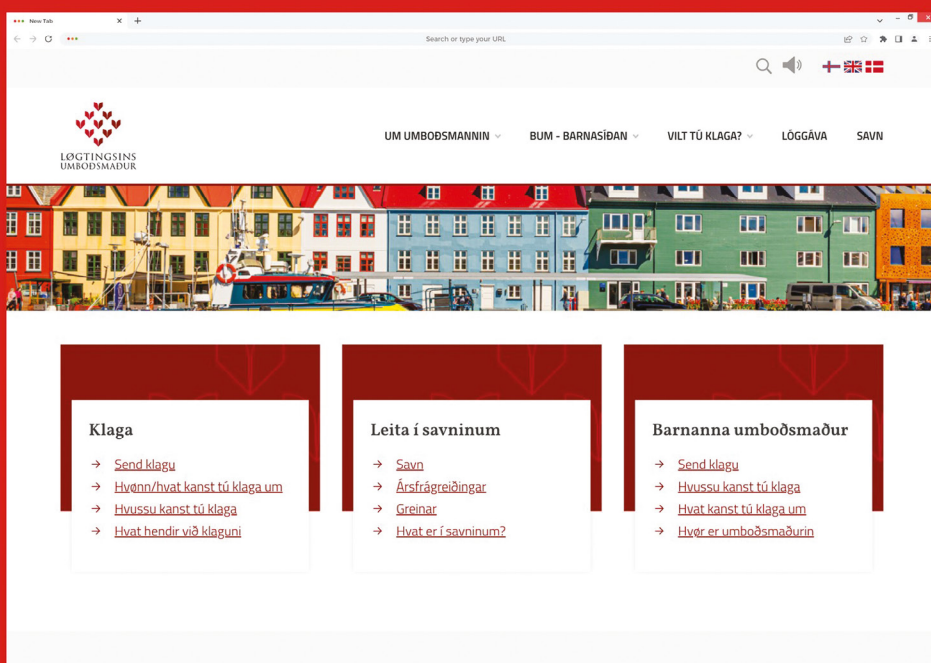 New Tab
Search or type your URL
LØGTINGSINS
UMBOÐSMAÐUR
UM UMBOÐSMANNIN
BUM - BARNASÍÐAN
VILT TÚ KLAGA?
LÓGGÁVA
SAVN
Klaga
Send klagu
Hvønn/hvat kanst tú klaga um
Hvussu kanst tú klaga
Hvat hendir við klaguni
Leita í savninum
Savn
Ársfrágreiðingar
Greinar
Hvat er í savninum?
Barnanna umboðsmaður
Send klagu
Hvussu kanst tú klaga
Hvat kanst tú klaga um
Hvør er umboðsmaðurin